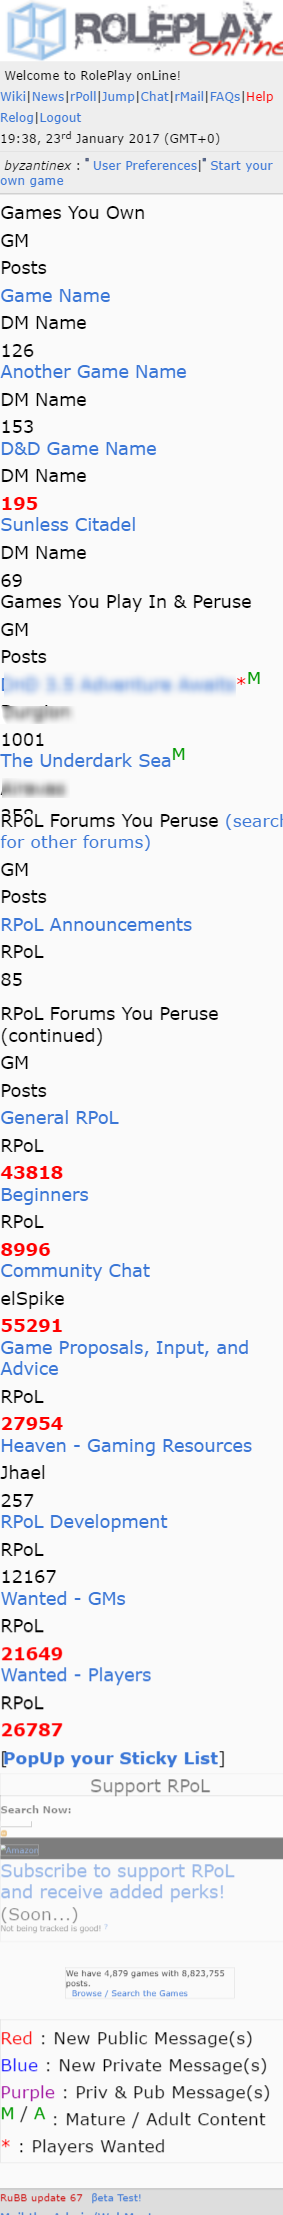 ROLEPLAY
online
Welcome to RolePlay onLine!
Wiki|News|rPoll|Jump|Chat|rMail|FAQs|Help
Relog|Logout
19:38, 23rd January 2017 (GMT+0)
byzantinex : * User Preferences|* Start your
own game
Games You Own
GM
Posts
Game Name
DM Name
126
Another Game Name
DM Name
153
D&D Game Name
DM Name
195
Sunless Citadel
DM Name
69
Games You Play In & Peruse
GM
Posts
*M
1001
The Underdark SeaM
RPoL Forums You Peruse (search
for other forums)
GM
Posts
RPoL Announcements
RPoL
85
RPoL Forums You Peruse
(continued)
GM
Posts
General RPoL
RPoL
43818
Beginners
RPoL
8996
Community Chat
elSpike
55291
Game Proposals, Input, and
Advice
RPoL
27954
Heaven - Gaming Resources
Jhael
257
RPoL Development
RPoL
12167
Wanted - GMs
RPoL
21649
Wanted - Players
RPoL
26787
[PopUp your Sticky List]
Support RPoL
Search Now:
Amazon
Subscribe to support RPoL
and receive added perks!
(Soon...)
Not being tracked is good! ?
We have 4,879 games with 8,823,755
posts.
Browse / Search the Games
Red : New Public Message(s)
Blue : New Private Message(s)
Purple : Priv & Pub Message(s)
M / A : Mature / Adult Content
* : Players Wanted
RuBB update 67 βeta Test!